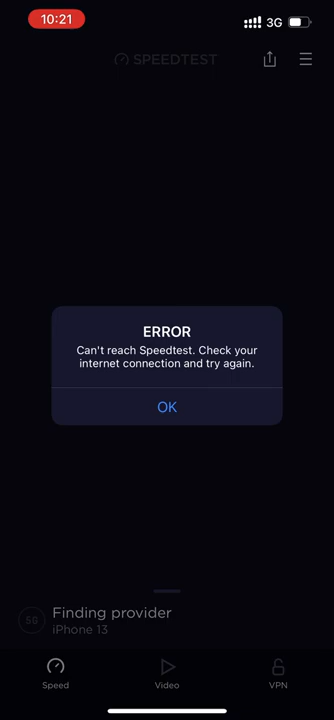 10:21
3G
SPEEDTEST
ERROR
Can't reach Speedtest. Check your
internet connection and try again.
OK
5G
Finding provider
iPhone 13
Speed
Video
VPN